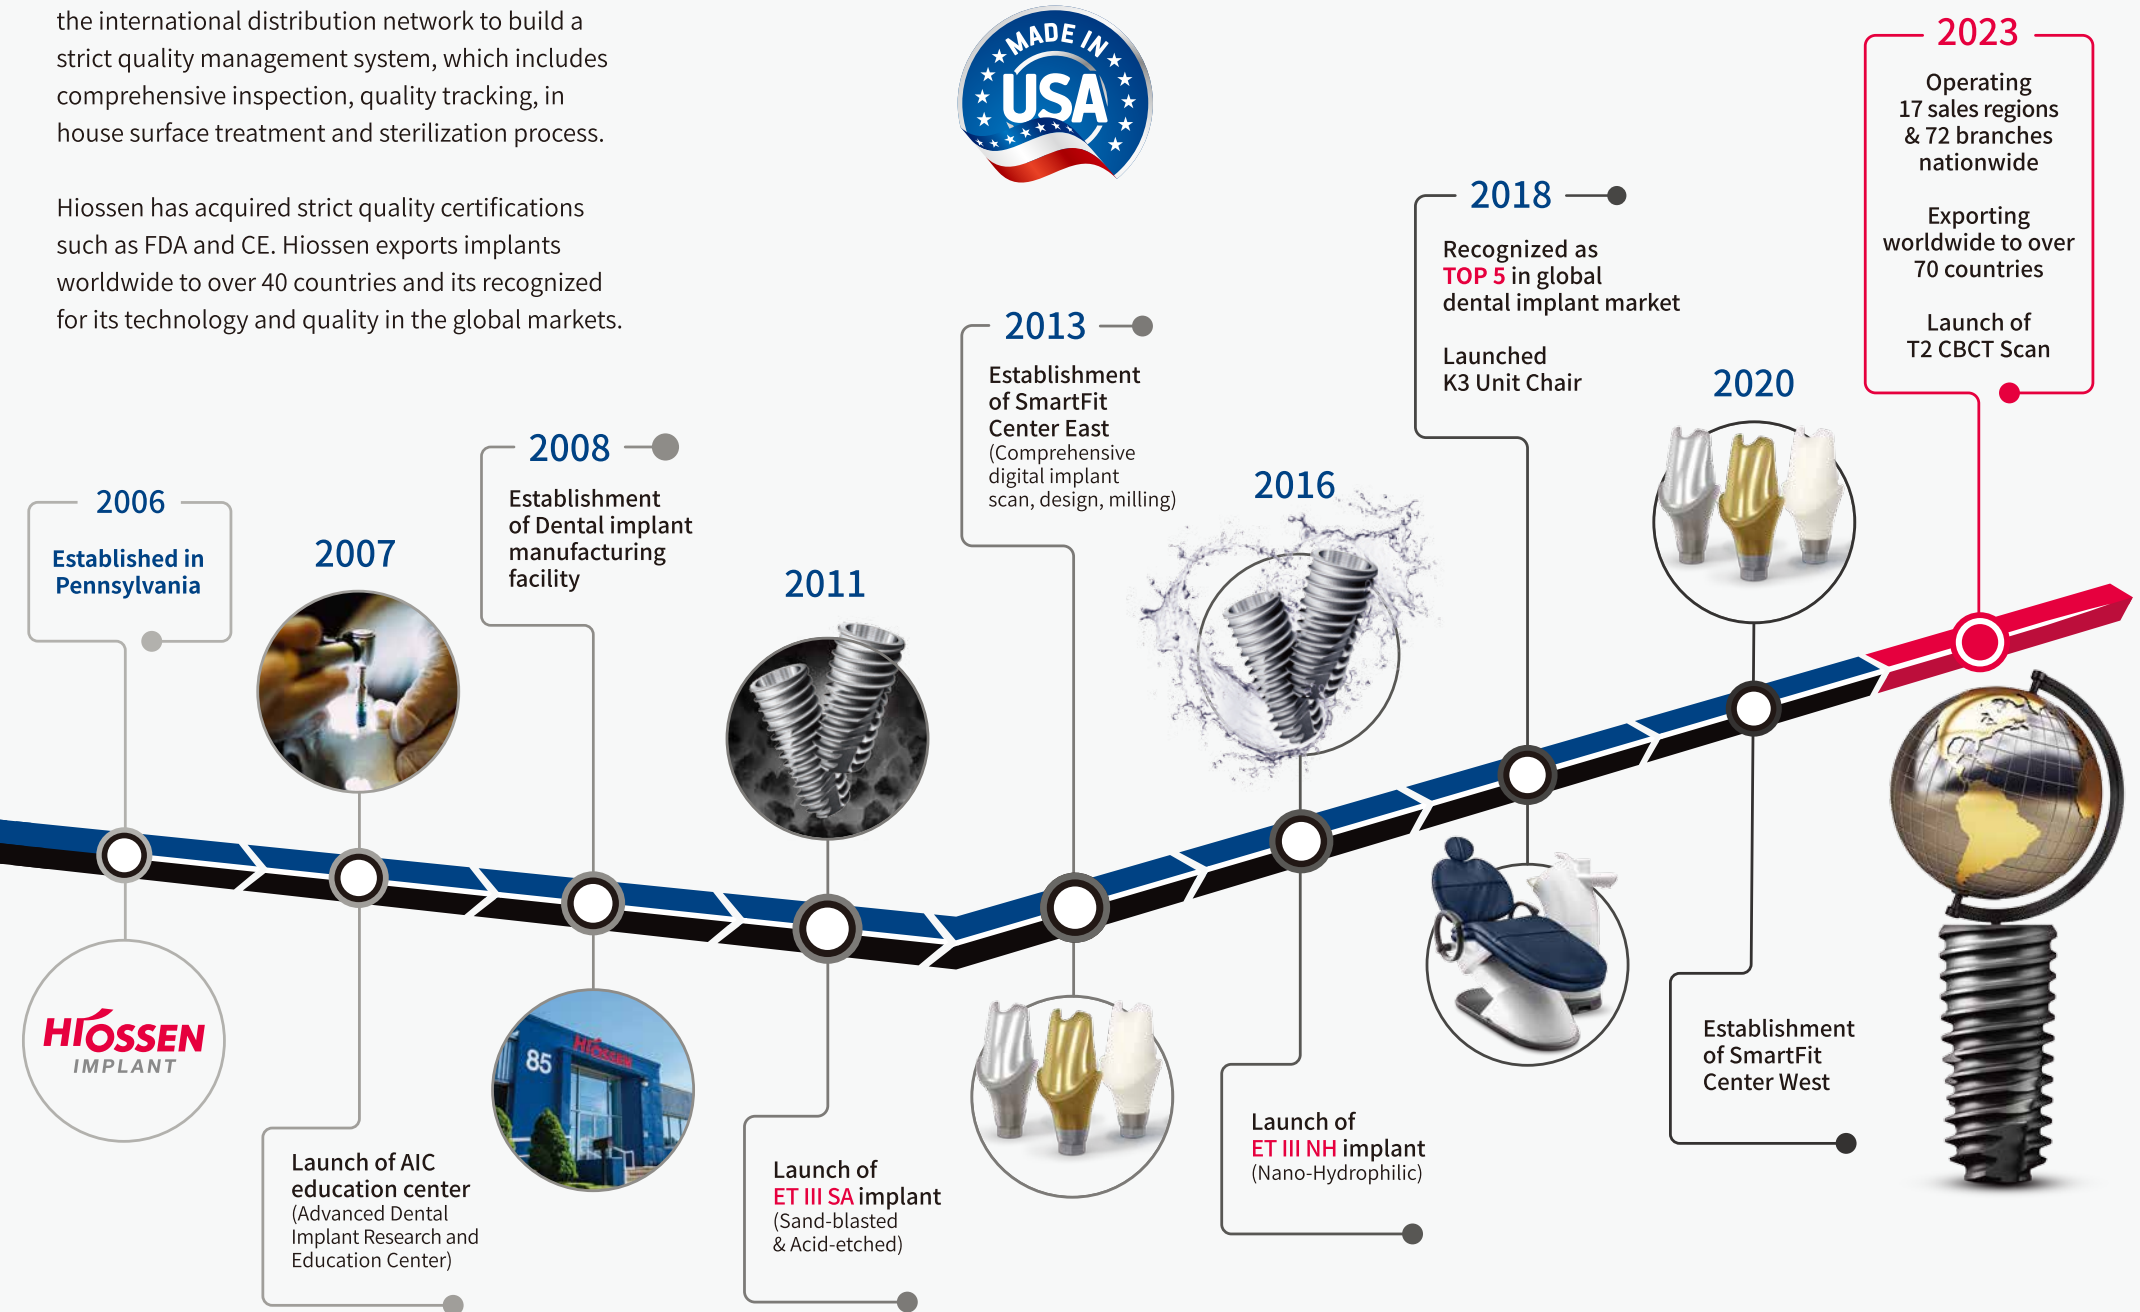 the international distribution network to build a
strict quality management system, which includes
comprehensive inspection, quality tracking, in
house surface treatment and sterilization process.
Hiossen has acquired strict quality certifications
such as FDA and CE. Hiossen exports implants
worldwide to over 40 countries and its recognized
for its technology and quality in the global markets.
MADE IN
USA
2006
Established in
Pennsylvania
HIOSSEN
IMPLANT
2007
Launch of AIC
education center
(Advanced Dental
Implant Research and
Education Center)
2008
Establishment
of Dental implant
manufacturing
facility
85
HIOSSEN
2011
Launch of
ET III SA implant
(Sand-blasted
& Acid-etched)
2013
Establishment
of SmartFit
Center East
(Comprehensive
digital implant
scan, design, milling)
2016
Launch of
ET III NH implant
(Nano-Hydrophilic)
2018
Recognized as
TOP 5 in global
dental implant market
Launched
K3 Unit Chair
2020
Establishment
of SmartFit
Center West
2023
Operating
17 sales regions
& 72 branches
nationwide
Exporting
worldwide to over
70 countries
Launch of
T2 CBCT Scan